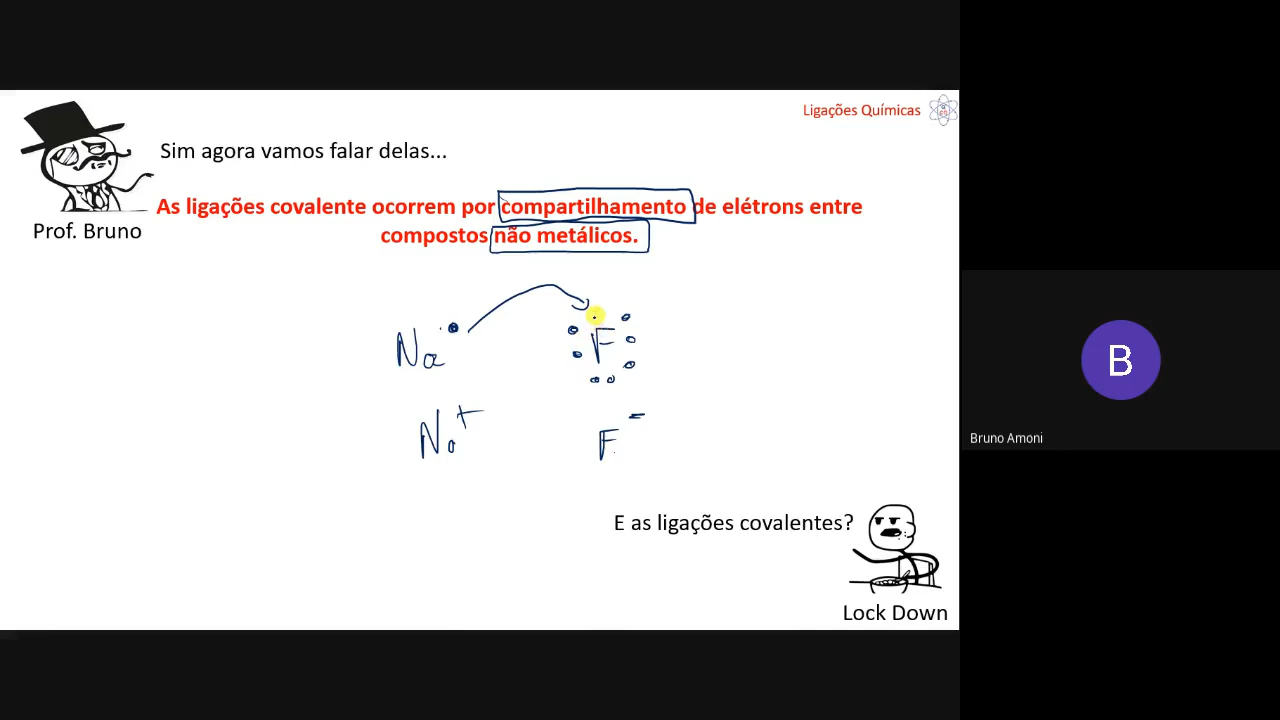 Ligações Químicas
Sim agora vamos falar delas...
As ligações covalente ocorrem por compartilhamento de elétrons entre
compostos não metálicos.
Prof. Bruno
Na F
Na+ F-
B
Bruno Amoni
E as ligações covalentes?
Lock Down